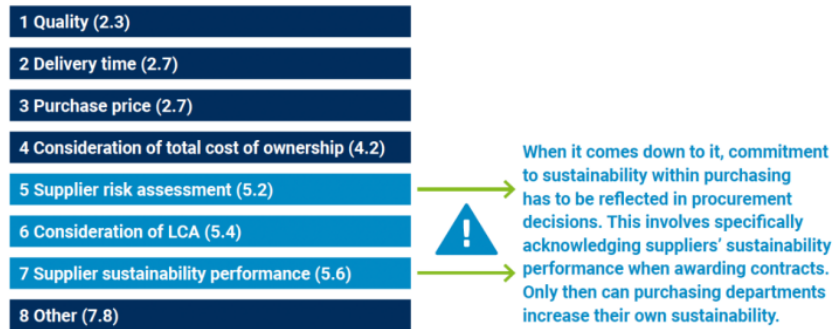 1 Quality (2.3)
2 Delivery time (2.7)
3 Purchase price (2.7)
4 Consideration of total cost of ownership (4.2)
5 Supplier risk assessment (5.2)
6 Consideration of LCA (5.4)
7 Supplier sustainability performance (5.6)
8 Other (7.8)
!
When it comes down to it, commitment
to sustainability within purchasing
has to be reflected in procurement
decisions. This involves specifically
acknowledging suppliers' sustainability
performance when awarding contracts.
Only then can purchasing departments
increase their own sustainability.